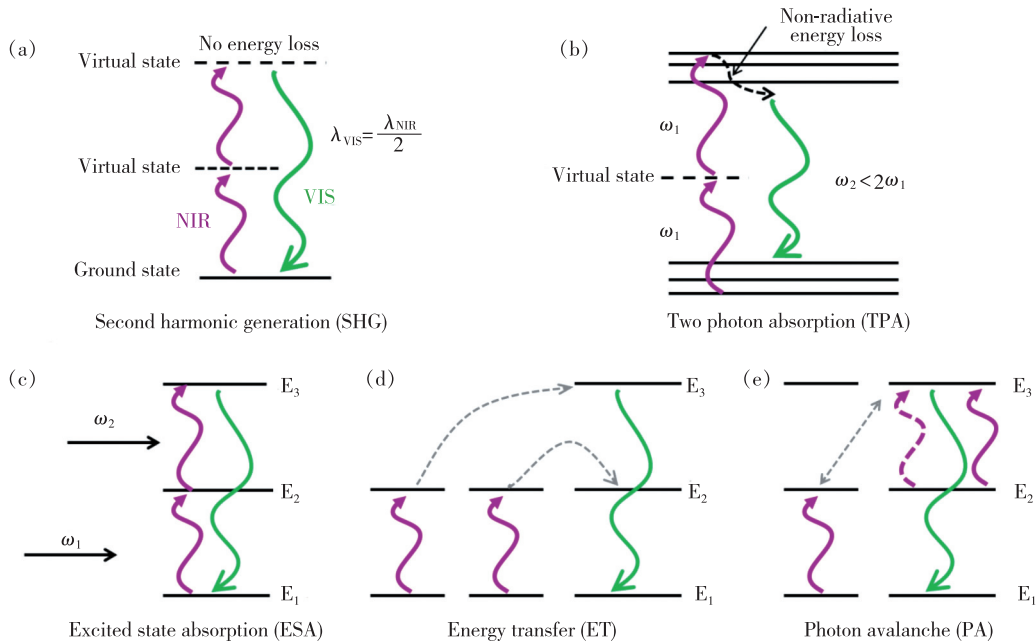 (a)
No energy loss
Virtual state
λVIS=λNIR/2
Virtual state
NIR
VIS
Ground state
Second harmonic generation (SHG)
(b)
Non-radiative
energy loss
ω1
Virtual state
ω2<2ω1
ω1
Two photon absorption (TPA)
(c)
E3
ω2
E2
ω1
E1
Excited state absorption (ESA)
(d)
E3
E2
E1
Energy transfer (ET)
(e)
E3
E2
E1
Photon avalanche (PA)